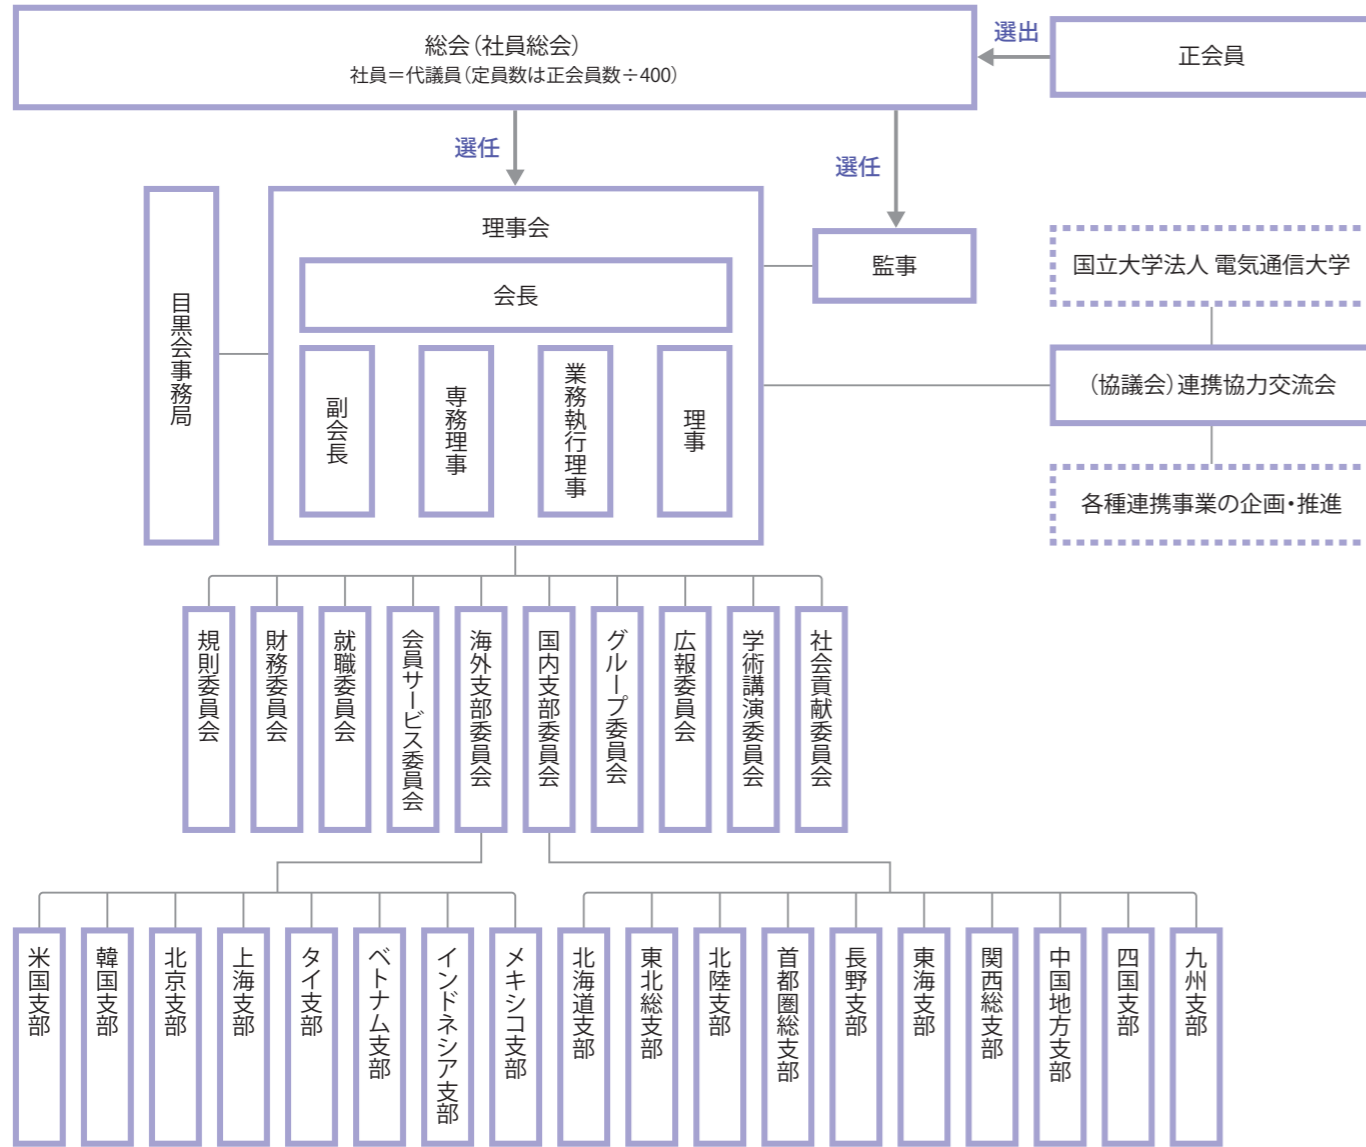 総会(社員総会)
社員=代議員(定員数は正会員数÷400)
選出
正会員
選任
選任
理事会
会長
副会長
専務理事
業務執行理事
理事
目黒会事務局
監事
国立大学法人 電気通信大学
(協議会)連携協力交流会
各種連携事業の企画・推進
規則委員会
財務委員会
就職委員会
会員サービス委員会
海外支部委員会
国内支部委員会
グループ委員会
広報委員会
学術講演委員会
社会貢献委員会
米国支部
韓国支部
北京支部
上海支部
タイ支部
ベトナム支部
インドネシア支部
メキシコ支部
北海道支部
東北総支部
北陸支部
首都圏総支部
長野支部
東海支部
関西総支部
中国地方支部
四国支部
九州支部